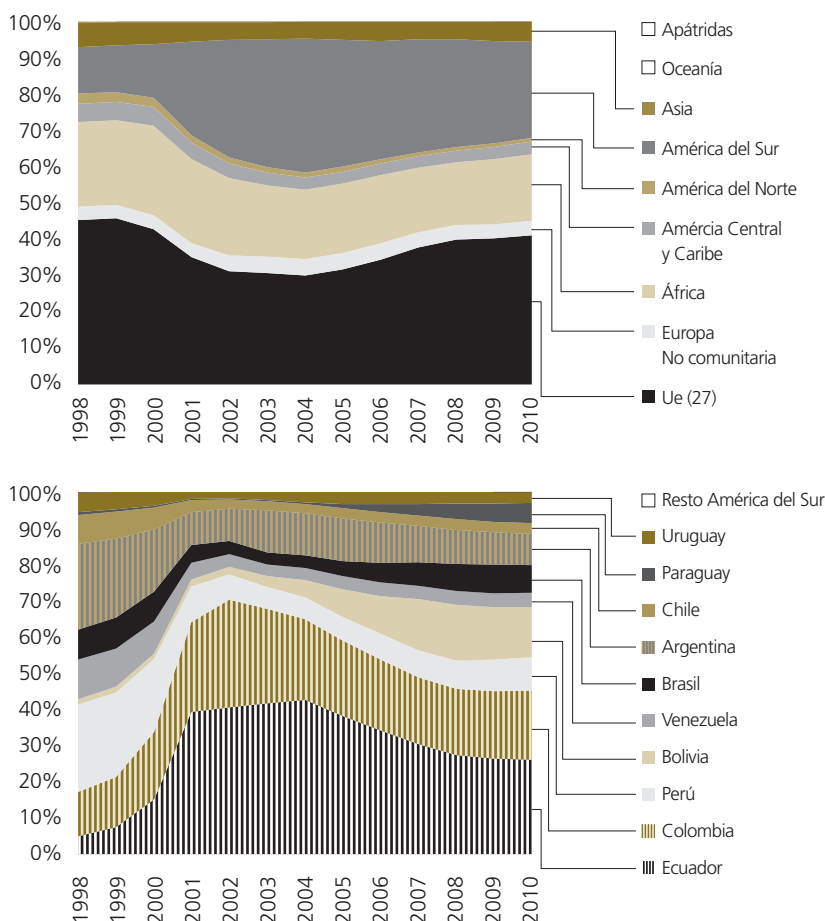 100%
90%
80%
70%
60%
50%
40%
30%
20%
10%
0%
1998
1999
2000
2001
2002
2003
2004
2005
2006
2007
2008
2009
2010
Apátridas
Oceanía
Asia
América del Sur
América del Norte
Amércia Central
y Caribe
África
Europa
No comunitaria
Ue (27)
100%
90%
80%
70%
60%
50%
40%
30%
20%
10%
0%
1998
1999
2000
2001
2002
2003
2004
2005
2006
2007
2008
2009
2010
Resto América del Sur
Uruguay
Paraguay
Chile
Argentina
Brasil
Venezuela
Bolivia
Perú
Colombia
Ecuador